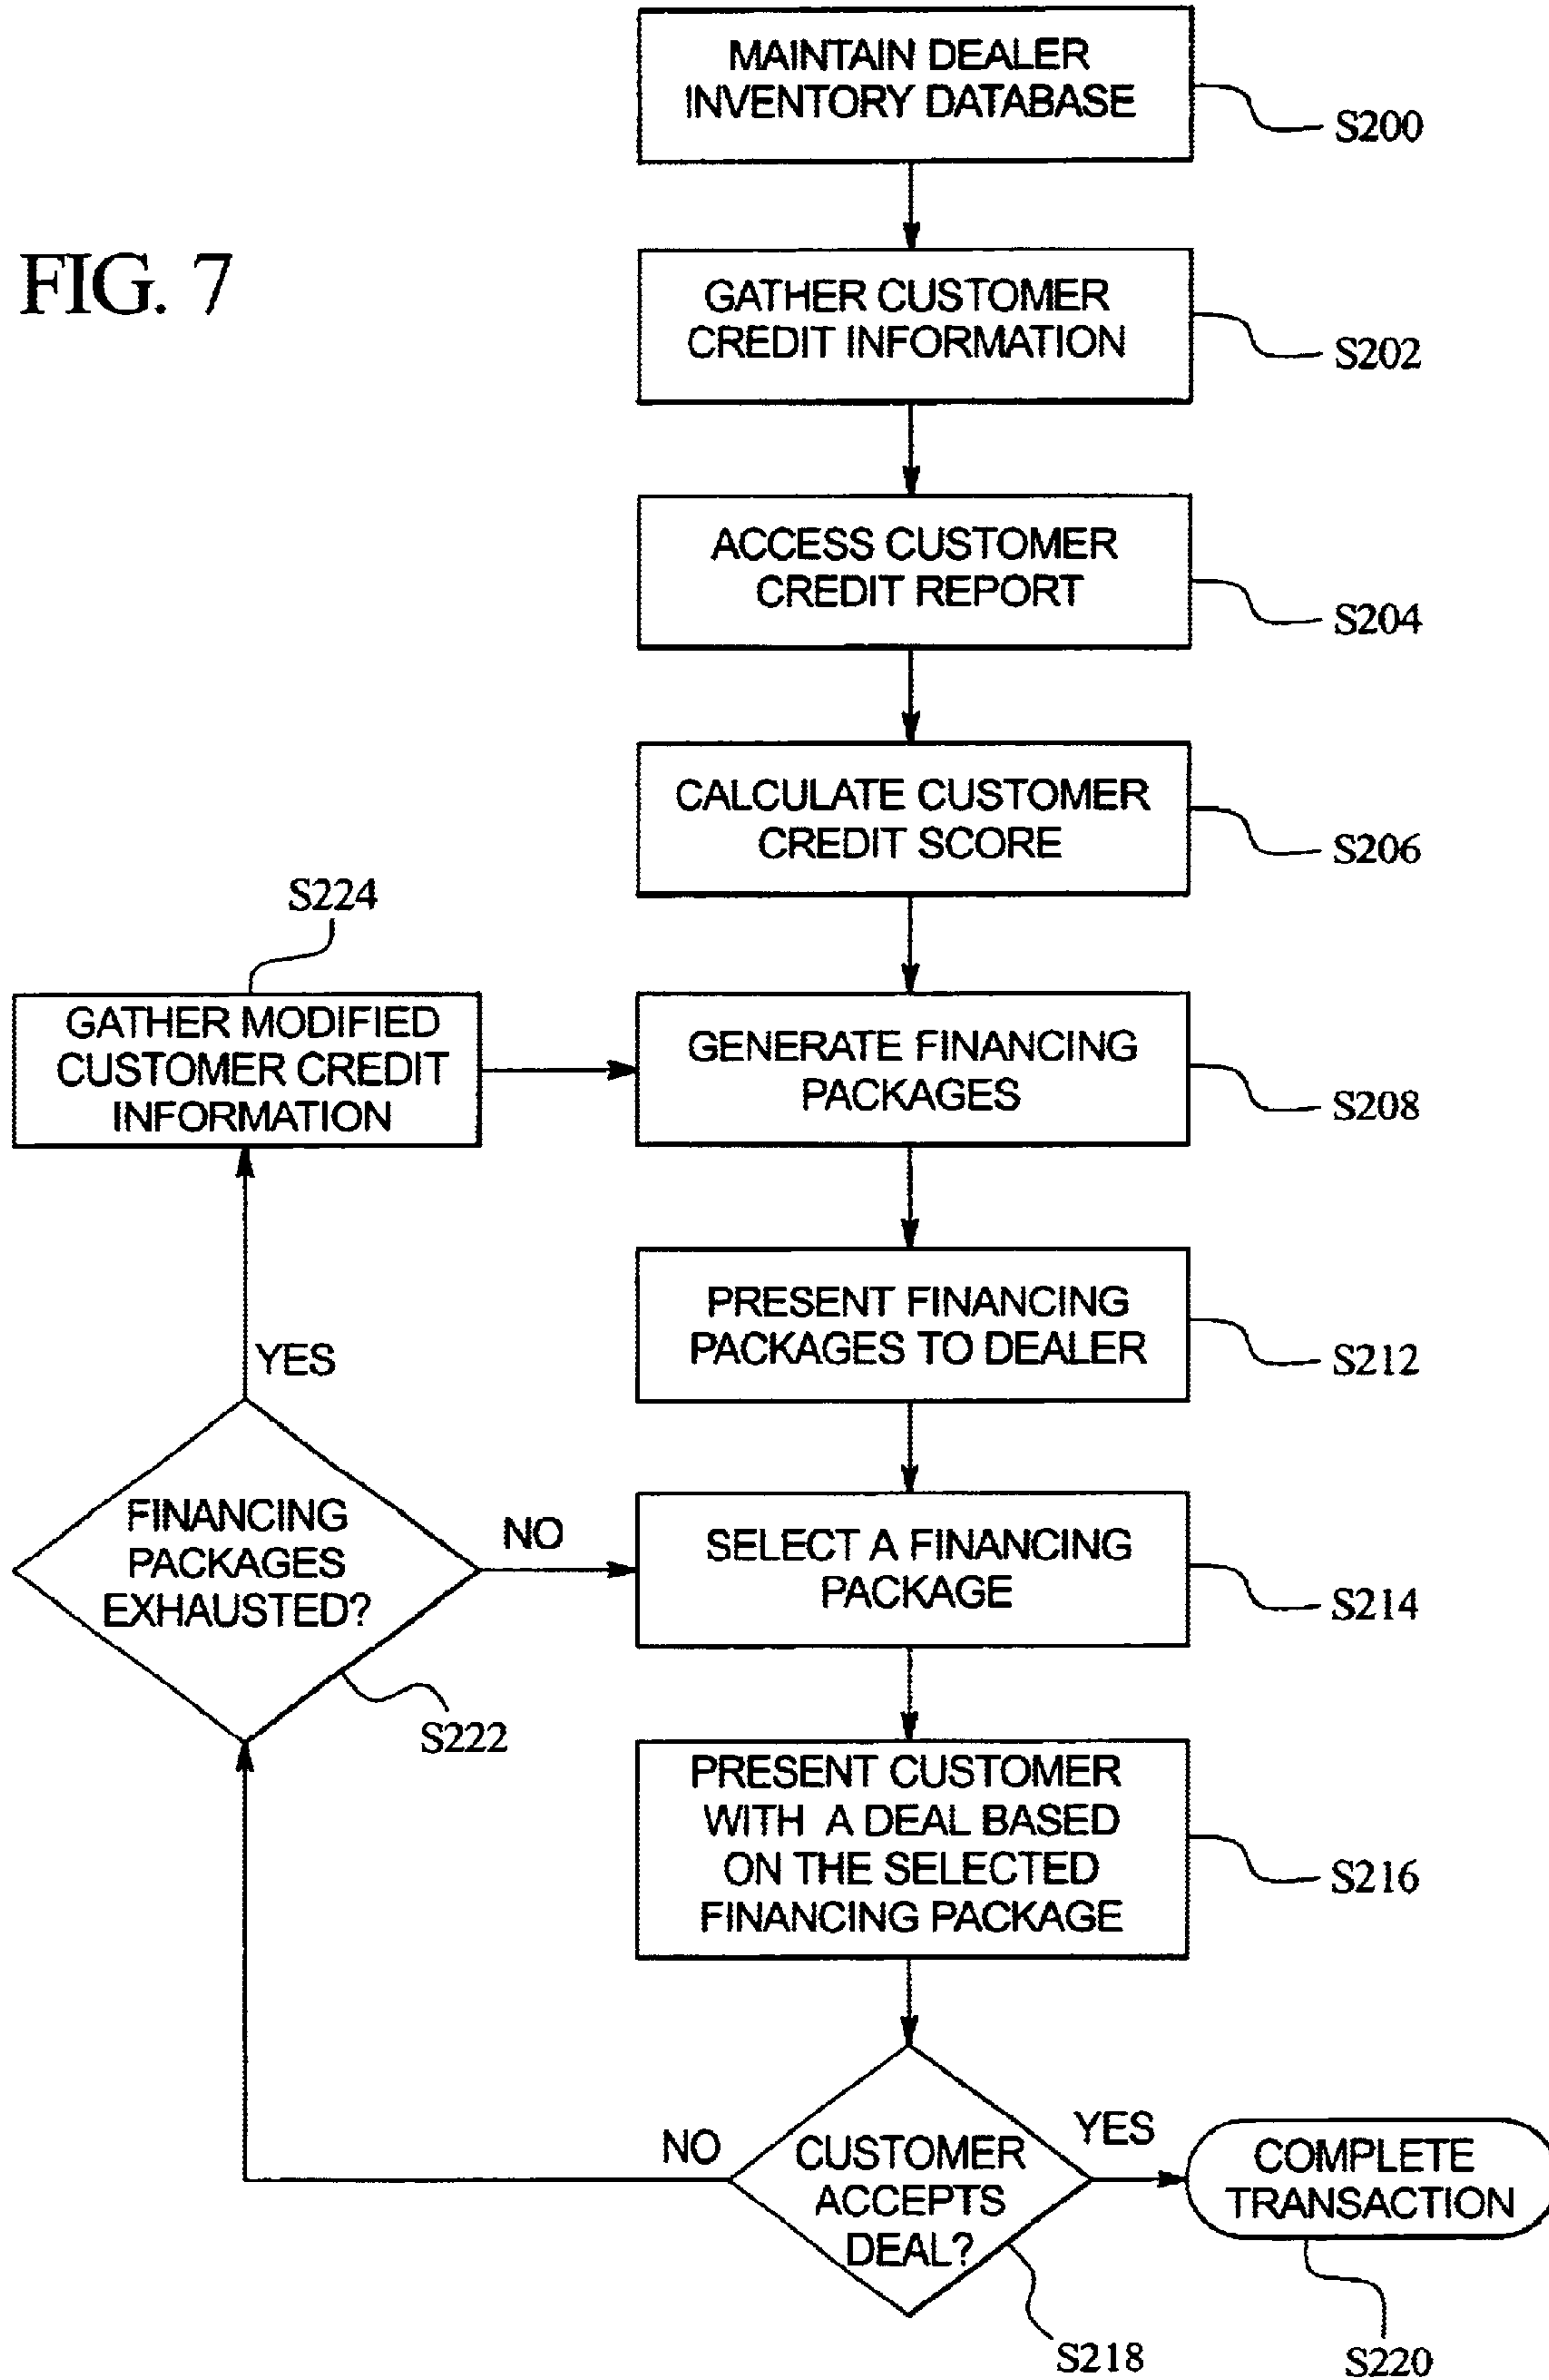 MAINTAIN DEALER
INVENTORY DATABASE
S200
FIG. 7
GATHER CUSTOMER
CREDIT INFORMATION
S202
ACCESS CUSTOMER
CREDIT REPORT
S204
CALCULATE CUSTOMER
CREDIT SCORE
S206
S224
GATHER MODIFIED
CUSTOMER CREDIT
INFORMATION
GENERATE FINANCING
PACKAGES
S208
PRESENT FINANCING
PACKAGES TO DEALER
S212
YES
FINANCING
PACKAGES
EXHAUSTED?
NO
S222
SELECT A FINANCING
PACKAGE
S214
PRESENT CUSTOMER
WITH A DEAL BASED
ON THE SELECTED
FINANCING PACKAGE
S216
NO
CUSTOMER
ACCEPTS
DEAL?
YES
COMPLETE
TRANSACTION
S218
S220